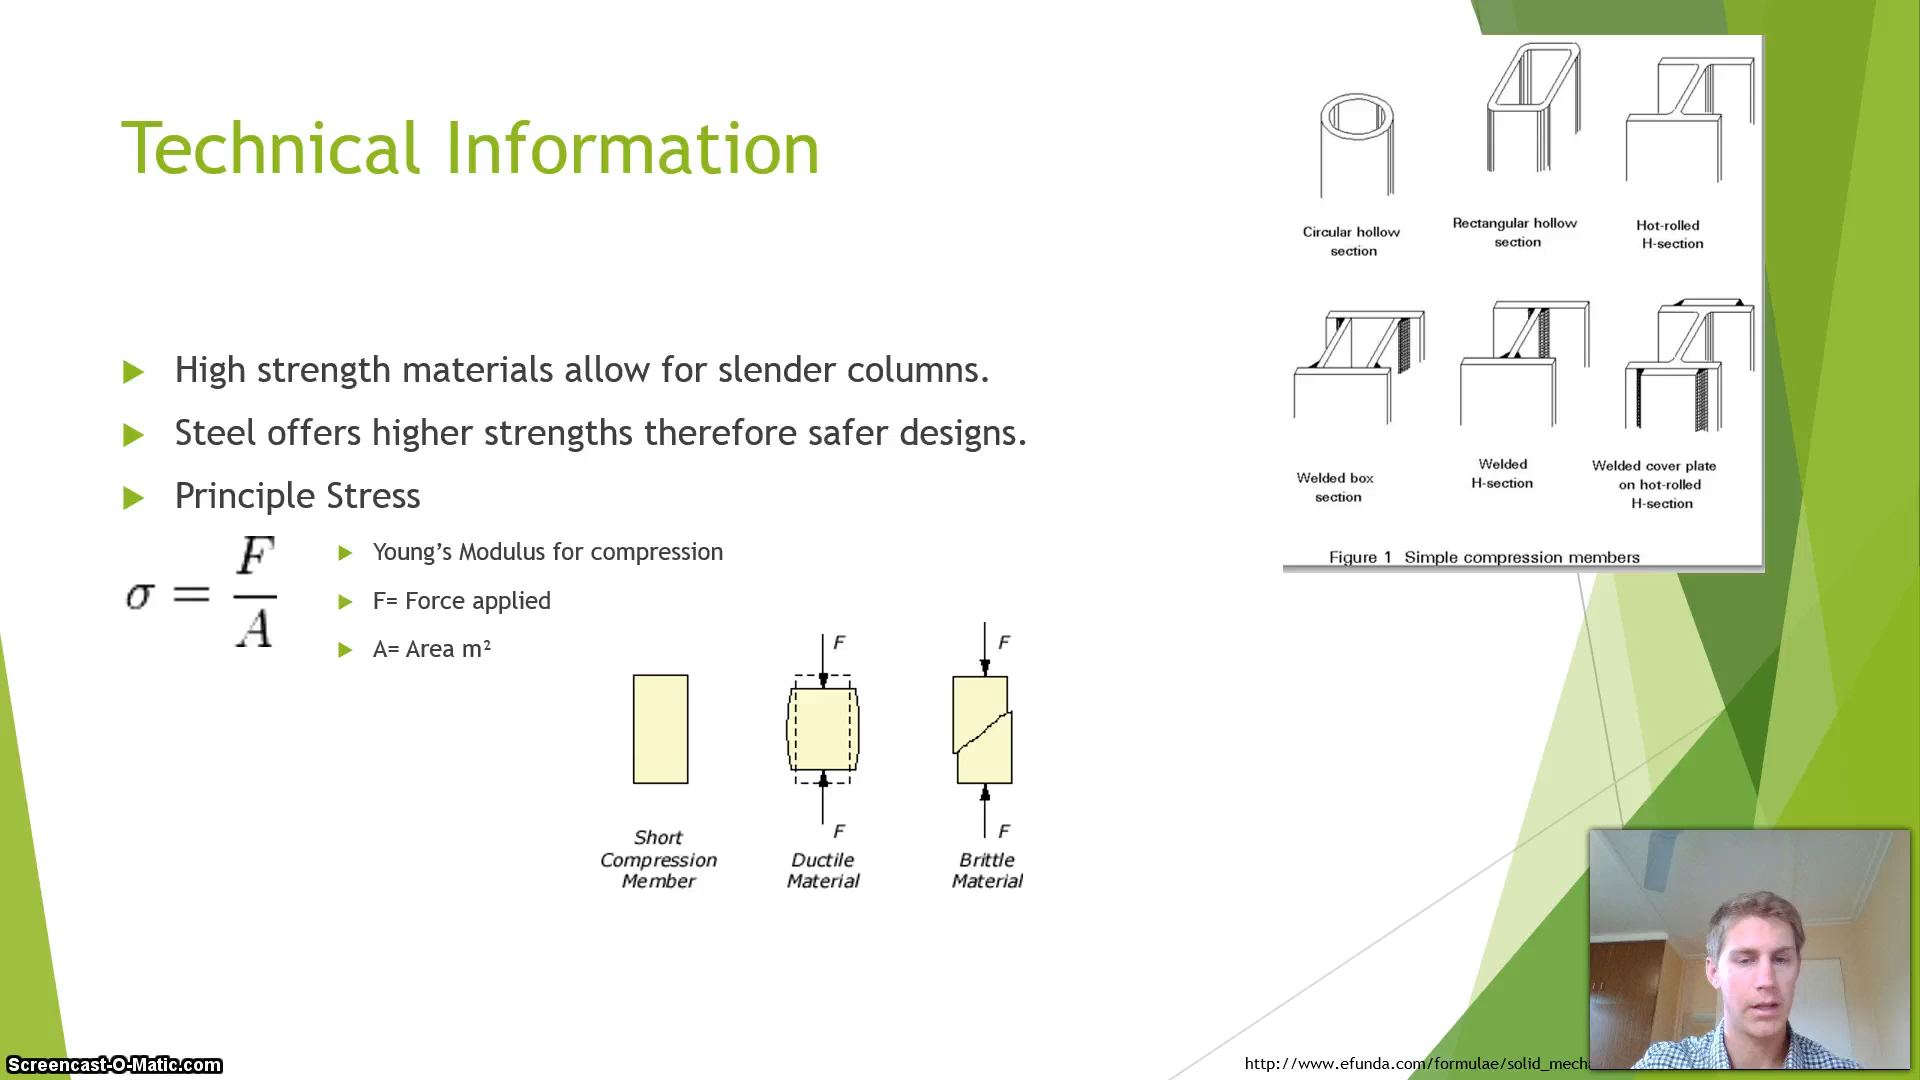 Technical Information
High strength materials allow for slender columns.
Steel offers higher strengths therefore safer designs.
Principle Stress
σ = F / A
Young's Modulus for compression
F= Force applied
A= Area m²
F
F
Short
Compression
Member
F
Ductile
Material
F
Brittle
Material
Circular hollow
section
Rectangular hollow
section
Hot-rolled
H-section
Welded box
section
Welded
H-section
Welded cover plate
on hot-rolled
H-section
Figure 1 Simple compression members
http://www.efunda.com/formulae/solid_mecha
Screencast-O-Matic.com